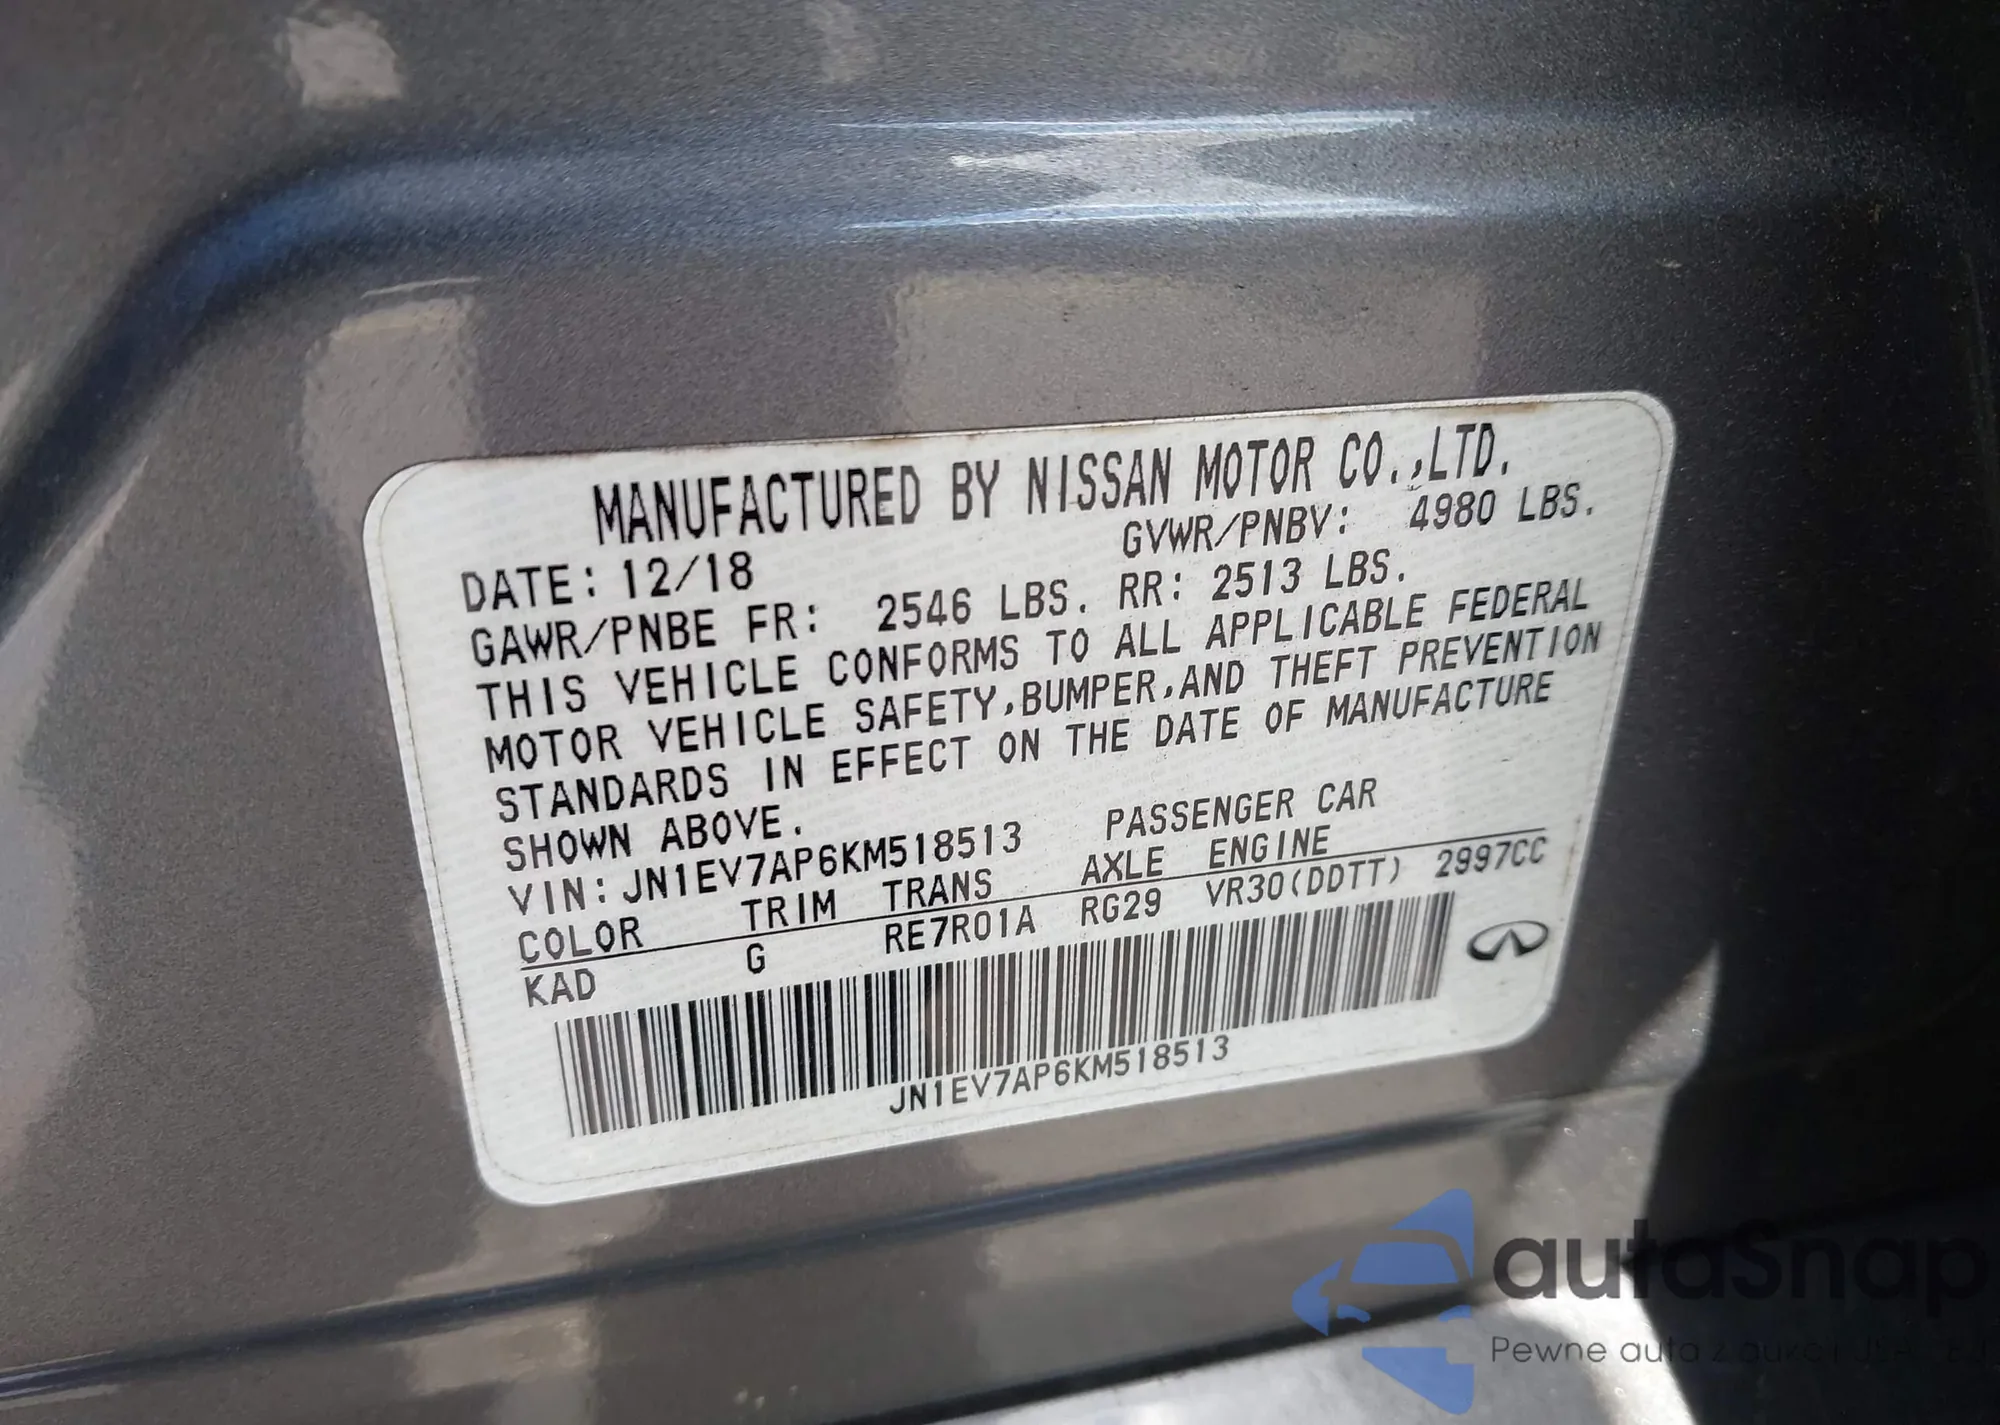 MANUFACTURED BY NISSAN MOTOR CO.,LTD.
DATE: 12/18 GVWR/PNBV: 4980 LBS.
GAWR/PNBE FR: 2546 LBS. RR: 2513 LBS.
THIS VEHICLE CONFORMS TO ALL APPLICABLE FEDERAL
MOTOR VEHICLE SAFETY,BUMPER,AND THEFT PREVENTION
STANDARDS IN EFFECT ON THE DATE OF MANUFACTURE
SHOWN ABOVE.
VIN: JN1EV7AP6KM518513 PASSENGER CAR
COLOR TRIM TRANS AXLE ENGINE
KAD G RE7R01A RG29 VR30(DDTT) 2997CC
JN1EV7AP6KM518513
autaSnap
Pewne auta z